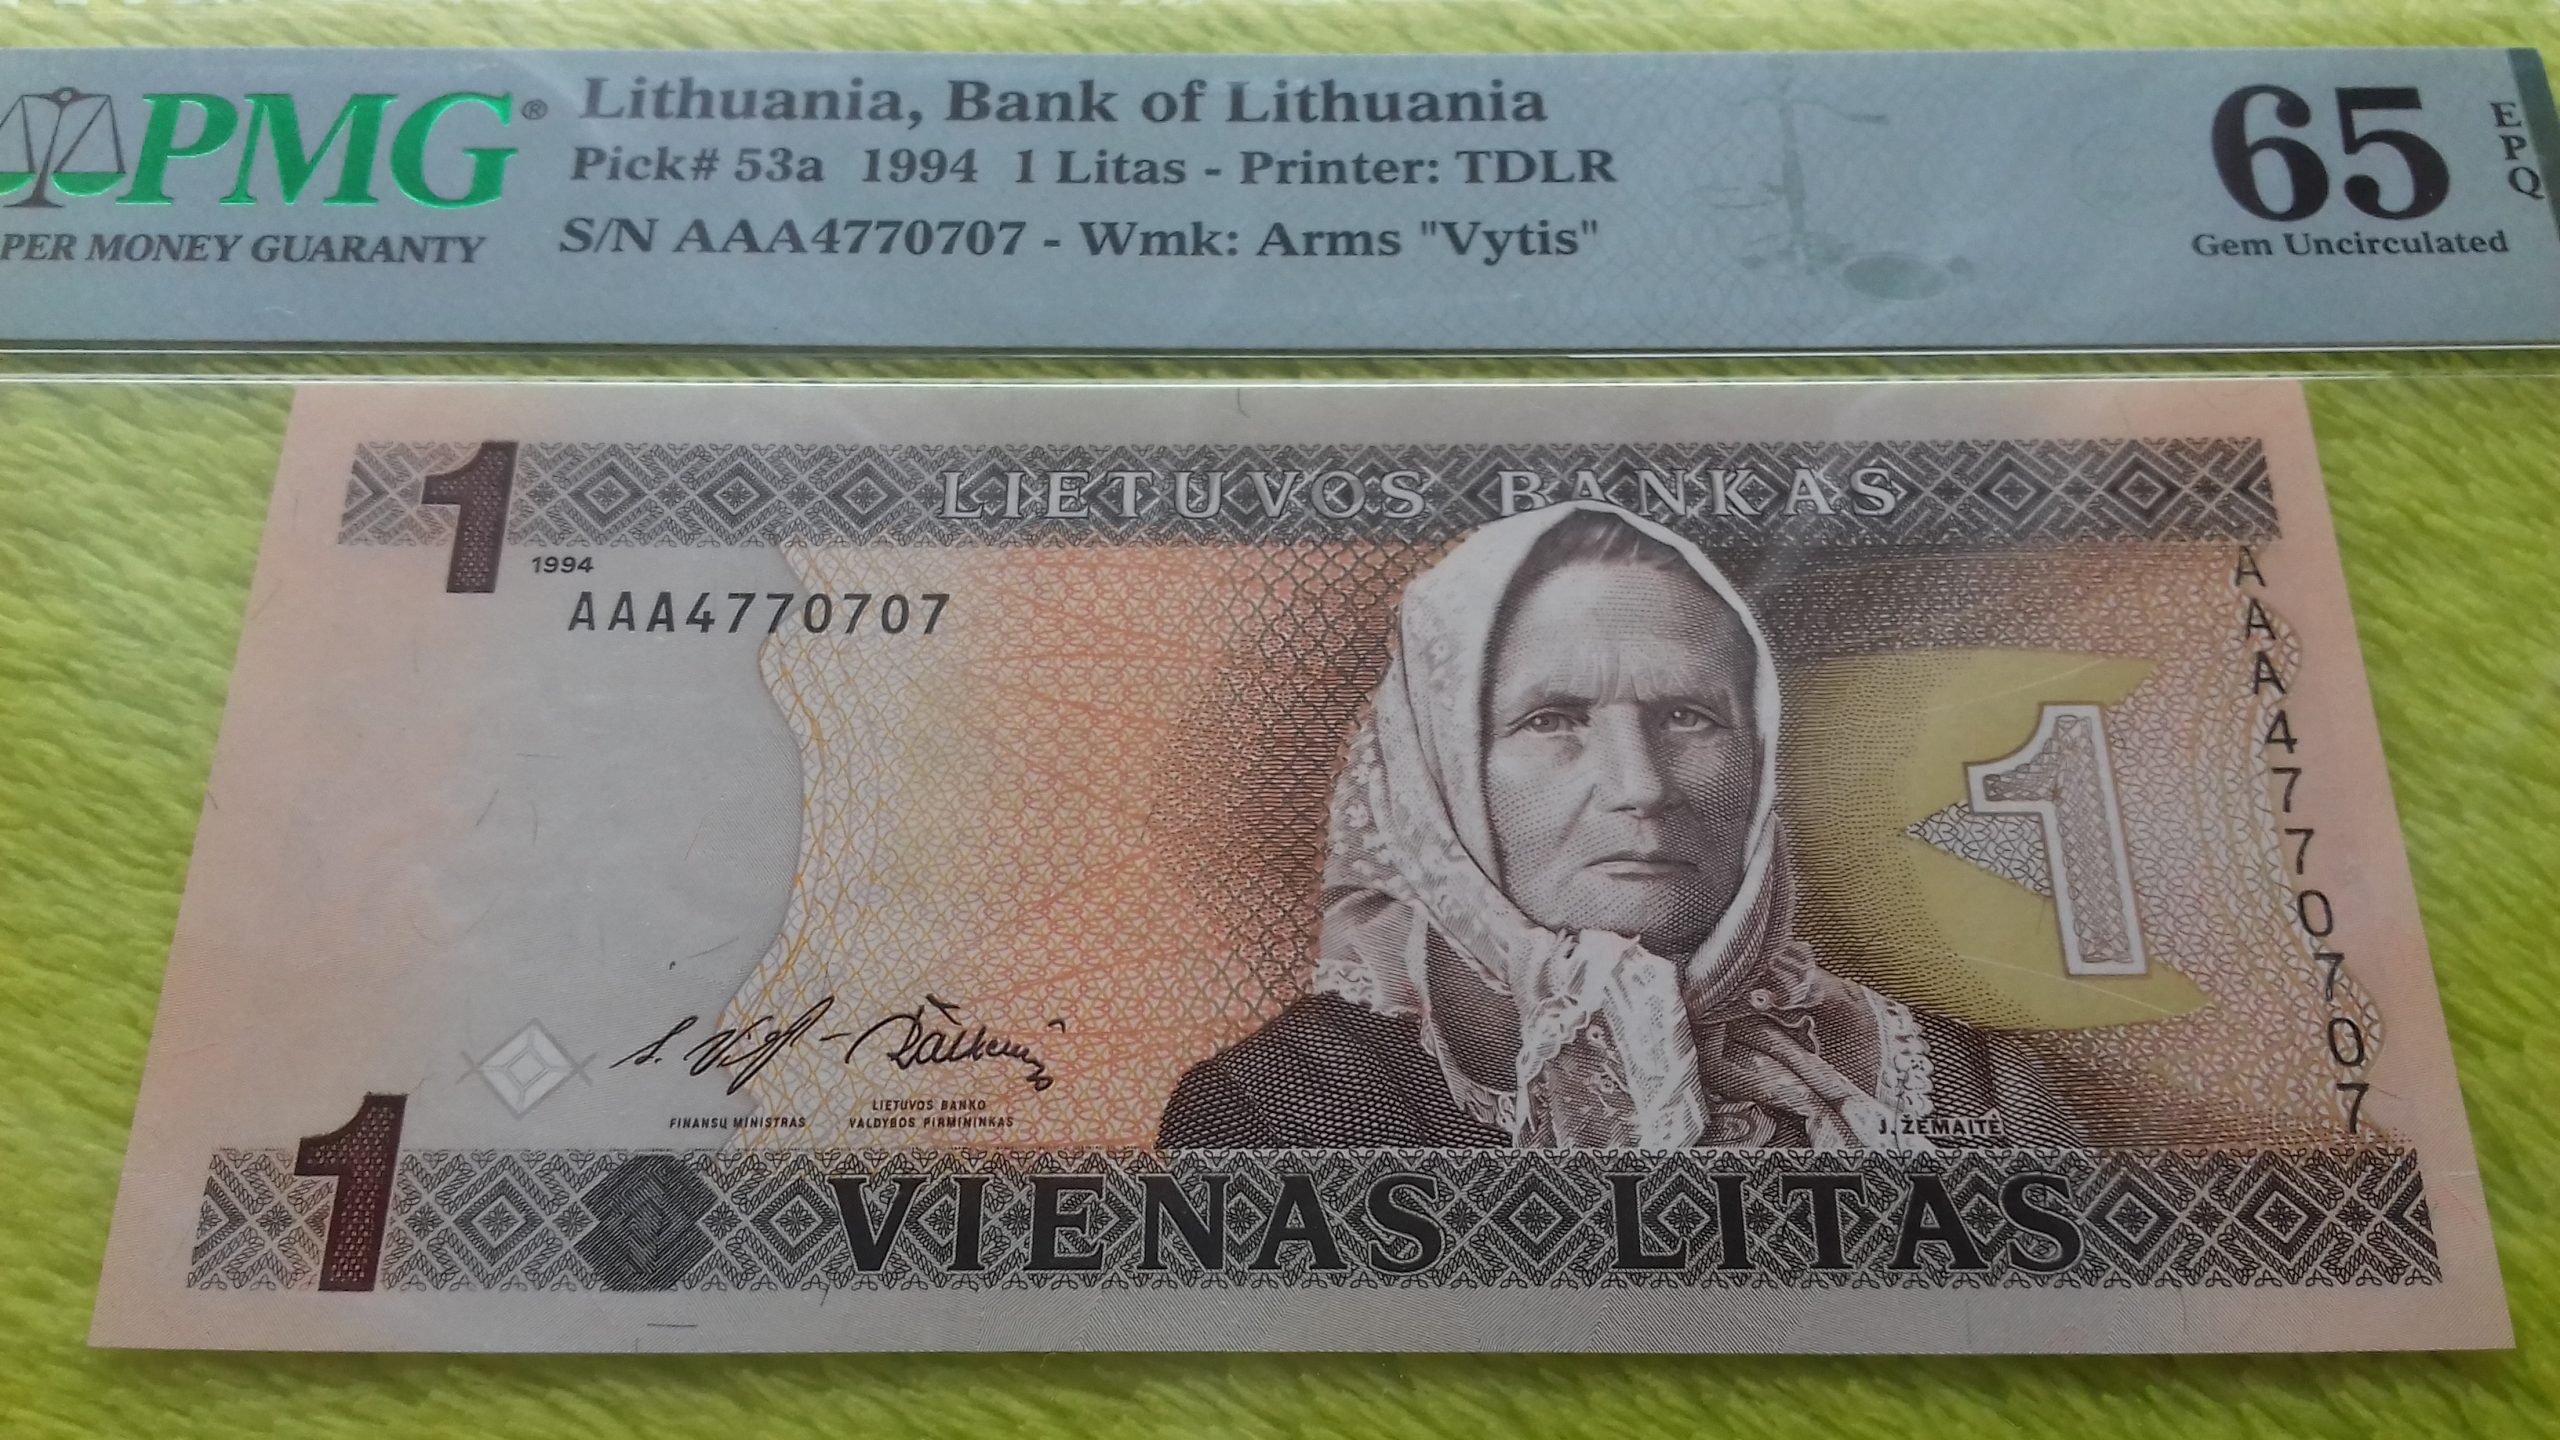 PMG® Lithuania, Bank of Lithuania
Pick# 53a 1994 1 Litas - Printer: TDLR
PER MONEY GUARANTY
S/N AAA4770707 - Wmk: Arms "Vytis"
65 EPQ
Gem Uncirculated
1
LIETUVOS BANKAS
1994
AAA4770707
AAA4770707
1
FINANSŲ MINISTRAS
LIETUVOS BANKO
VALDYBOS PIRMININKAS
J. ŽEMAITĖ
1
VIENAS LITAS